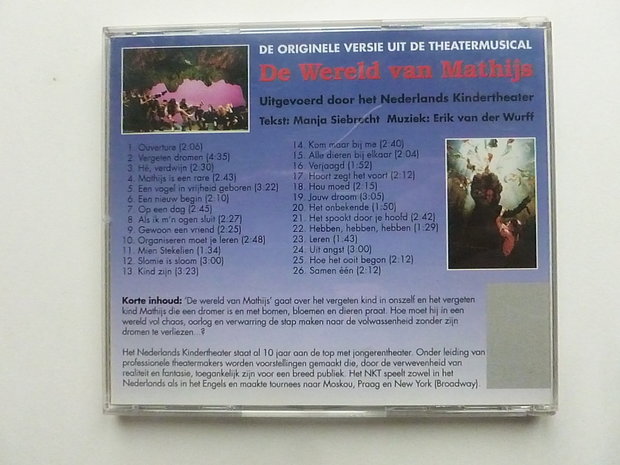 DE ORIGINELE VERSIE UIT DE THEATERMUSICAL
De Wereld van Mathijs
Uitgevoerd door het Nederlands Kindertheater
Tekst: Manja Siebrecht Muziek: Erik van der Wurff
1. Ouverture (2:06)
2. Vergeten dromen (4:35)
3. Hé, verdwijn (2:30)
4. Mathijs is een rare (2:43)
5. Een vogel in vrijheid geboren (3:22)
6. Een nieuw begin (2:10)
7. Op een dag (2:45)
8. Als ik m'n ogen sluit (2:27)
9. Gewoon een vriend (2:25)
10. Organiseren moet je leren (2:48)
11. Mien Stekelien (1:34)
12. Slomie is sloom (3:00)
13. Kind zijn (3:23)
14. Kom maar bij me (2:40)
15. Alle dieren bij elkaar (2:04)
16. Verjaagd (1:52)
17. Hoort zegt het voort (2:12)
18. Hou moed (2:15)
19. Jouw droom (3:05)
20. Het onbekende (1:50)
21. Het spookt door je hoofd (2:42)
22. Hebben, hebben, hebben (1:29)
23. Leren (1:43)
24. Uit angst (3:00)
25. Hoe het ooit begon (2:12)
26. Samen één (2:12)
Korte inhoud: 'De wereld van Mathijs' gaat over het vergeten kind in onszelf en het vergeten
kind Mathijs die een dromer is en met bomen, bloemen en dieren praat. Hoe moet hij in een
wereld vol chaos, oorlog en verwarring de stap maken naar de volwassenheid zonder zijn
dromen te verliezen...?
Het Nederlands Kindertheater staat al 10 jaar aan de top met jongerentheater. Onder leiding van
professionele theatermakers worden voorstellingen gemaakt die, door de verwevenheid van
realiteit en fantasie, toegankelijk zijn voor een breed publiek. Het NKT speelt zowel in het
Nederlands als in het Engels en maakte tournees naar Moskou, Praag en New York (Broadway)